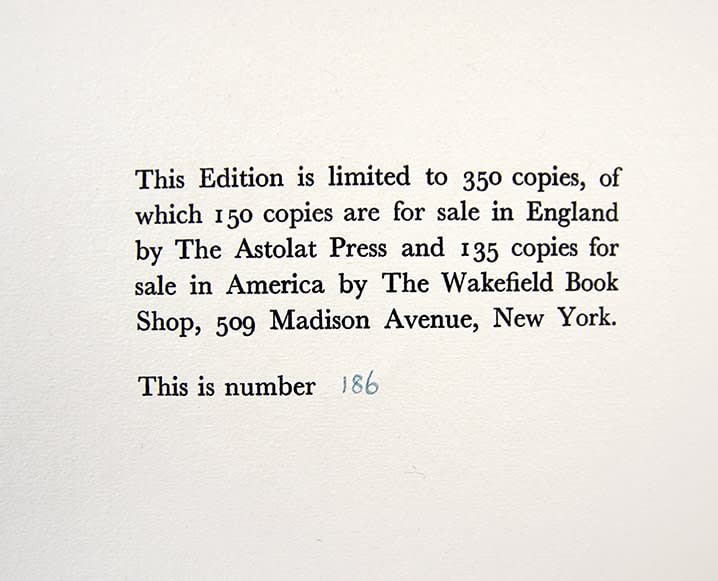 This Edition is limited to 350 copies, of
which 150 copies are for sale in England
by The Astolat Press and 135 copies for
sale in America by The Wakefield Book
Shop, 509 Madison Avenue, New York.
This is number 186